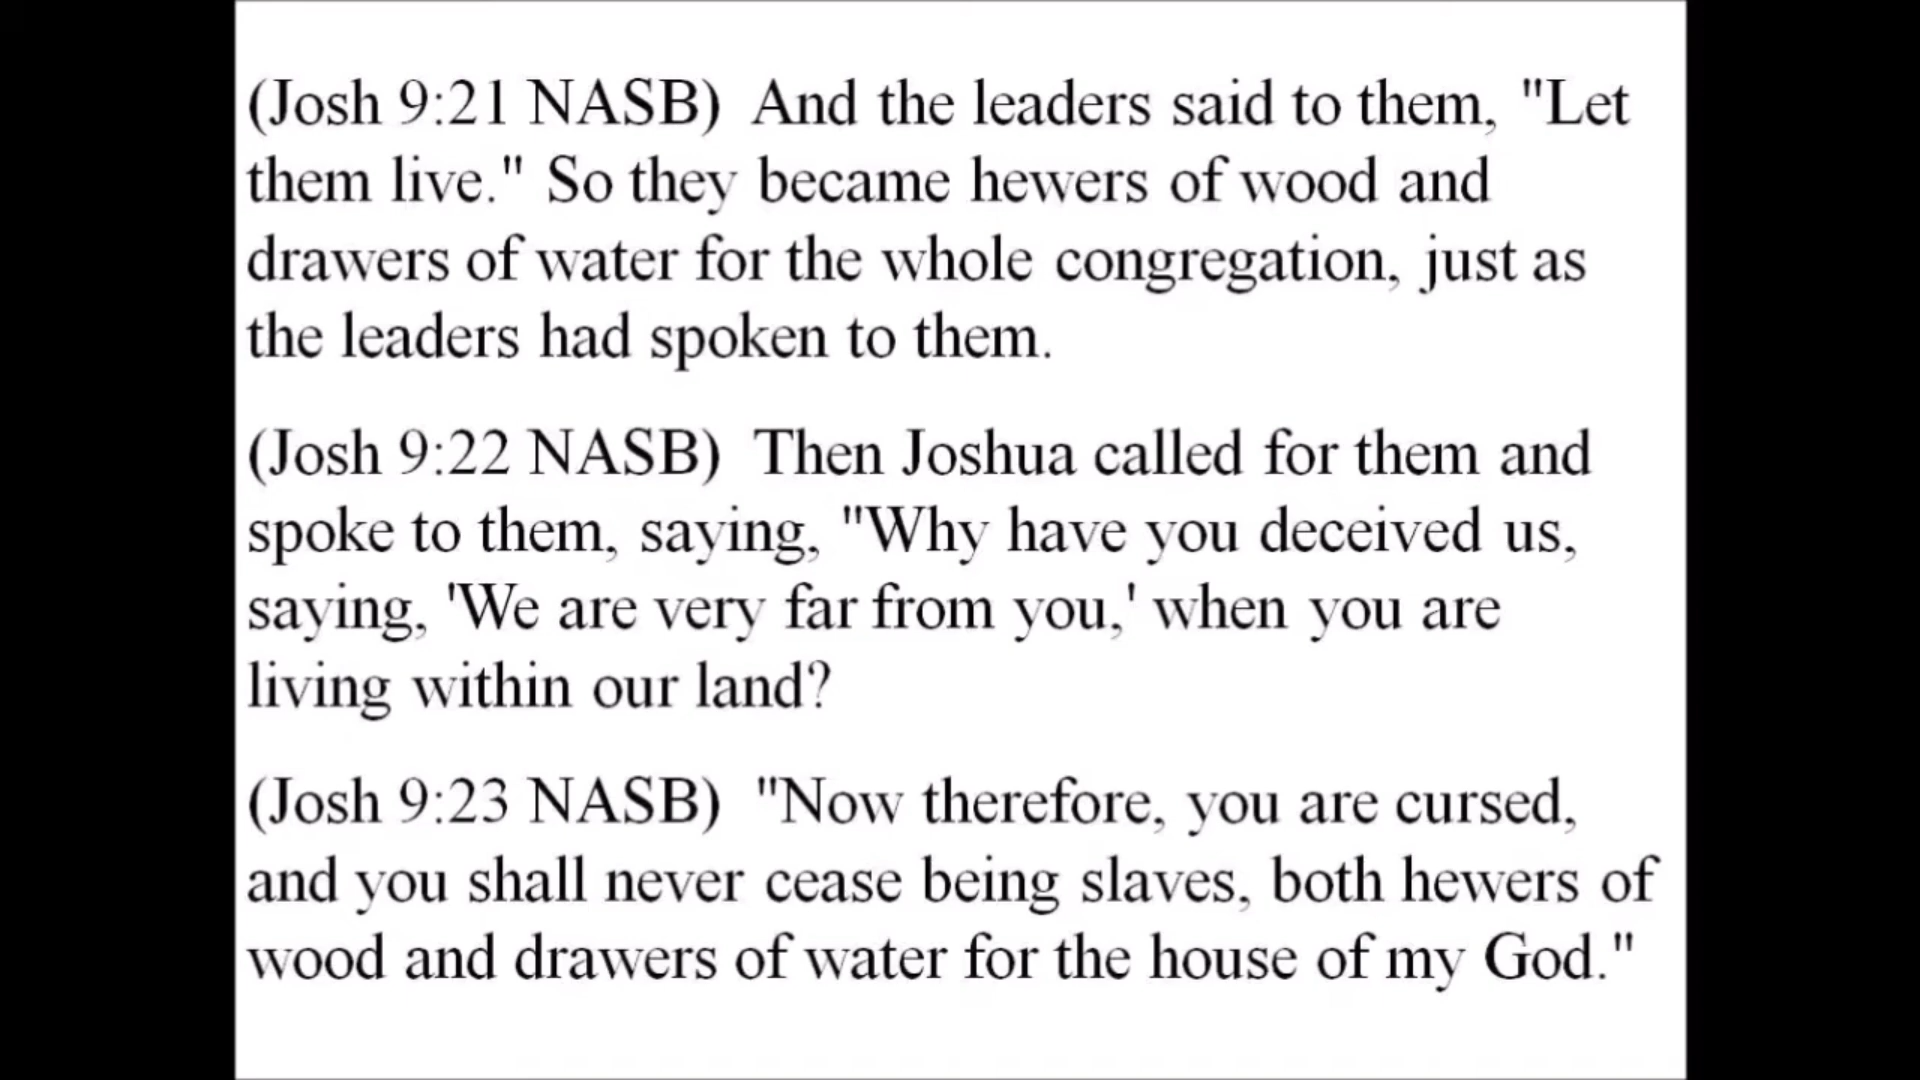 (Josh 9:21 NASB)  And the leaders said to them, "Let
them live." So they became hewers of wood and
drawers of water for the whole congregation, just as
the leaders had spoken to them.
(Josh 9:22 NASB)  Then Joshua called for them and
spoke to them, saying, "Why have you deceived us,
saying, 'We are very far from you,' when you are
living within our land?
(Josh 9:23 NASB)  "Now therefore, you are cursed,
and you shall never cease being slaves, both hewers of
wood and drawers of water for the house of my God."